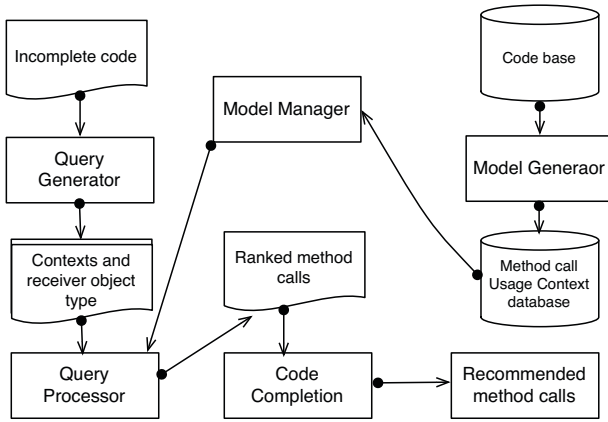 Incomplete code
Code base
Model Manager
Query
Generator
Model Generaor
Contexts and
receiver object
type
Ranked method
calls
Method call
Usage Context
database
Query
Processor
Code
Completion
Recommended
method calls